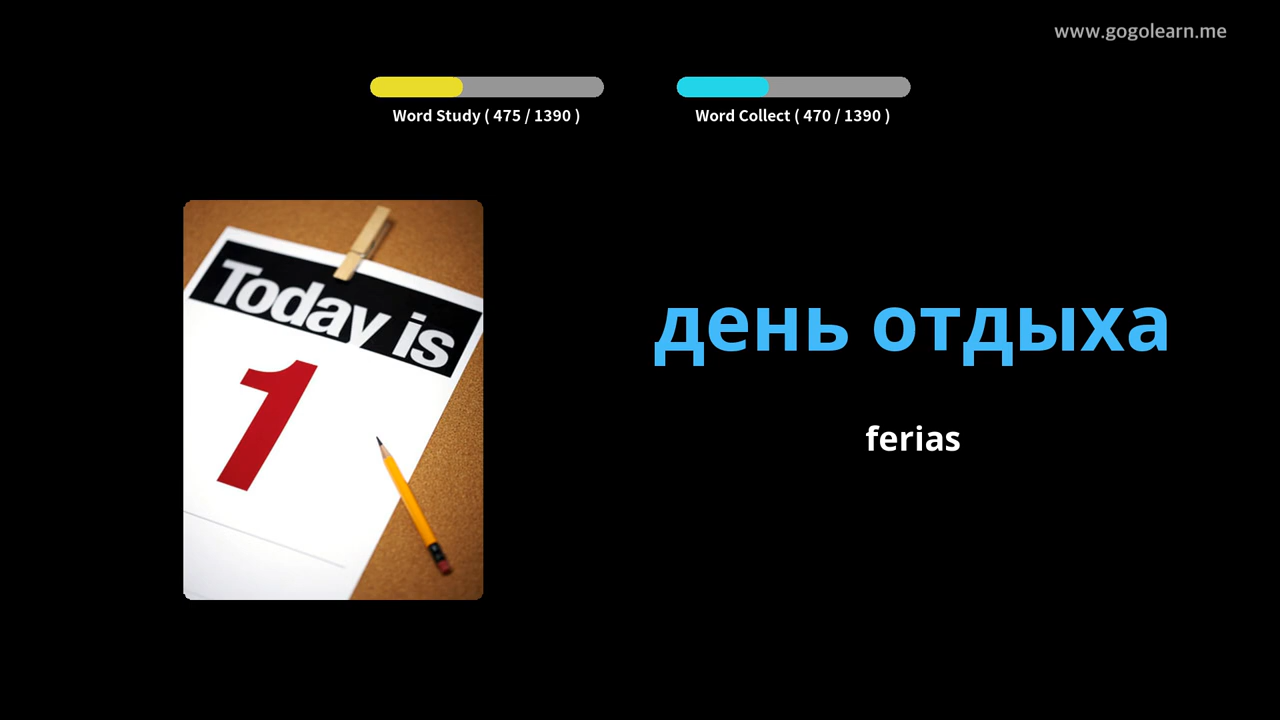 www.gogolearn.me
Word Study ( 475 / 1390 )
Word Collect ( 470 / 1390 )
Today is
1
день отдыха
ferias